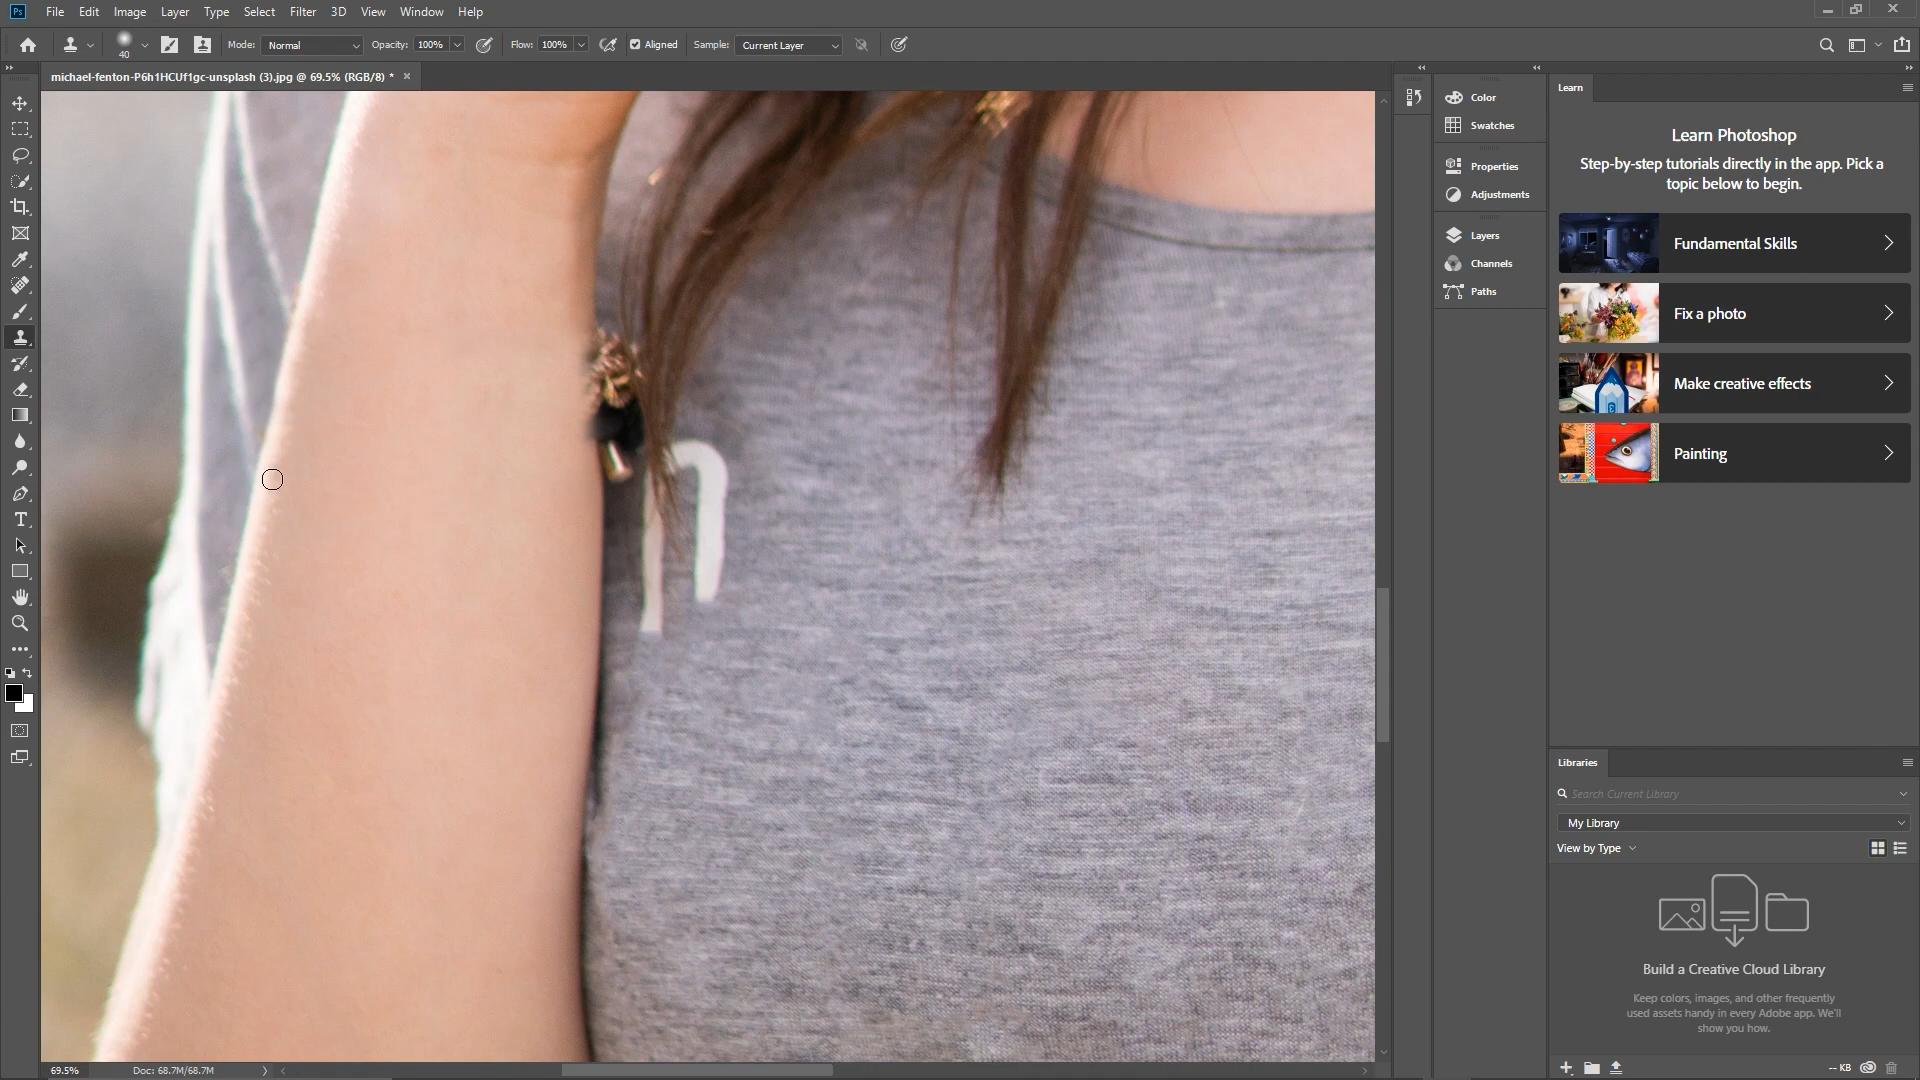 Ps File Edit Image Layer Type Select Filter 3D View Window Help
40 Mode: Normal Opacity: 100% Flow: 100% Aligned Sample: Current Layer
michael-fenton-P6h1HCUf1gc-unsplash (3).jpg @ 69.5% (RGB/8) *
Color
Swatches
Properties
Adjustments
Layers
Channels
Paths
Learn
Learn Photoshop
Step-by-step tutorials directly in the app. Pick a
topic below to begin.
Fundamental Skills
Fix a photo
Make creative effects
Painting
n
Libraries
Search Current Library
My Library
View by Type
Build a Creative Cloud Library
Keep colors, images, and other frequently
used assets handy in every Adobe app. We'll
show you how.
-- KB
69.5% Doc: 68.7M/68.7M